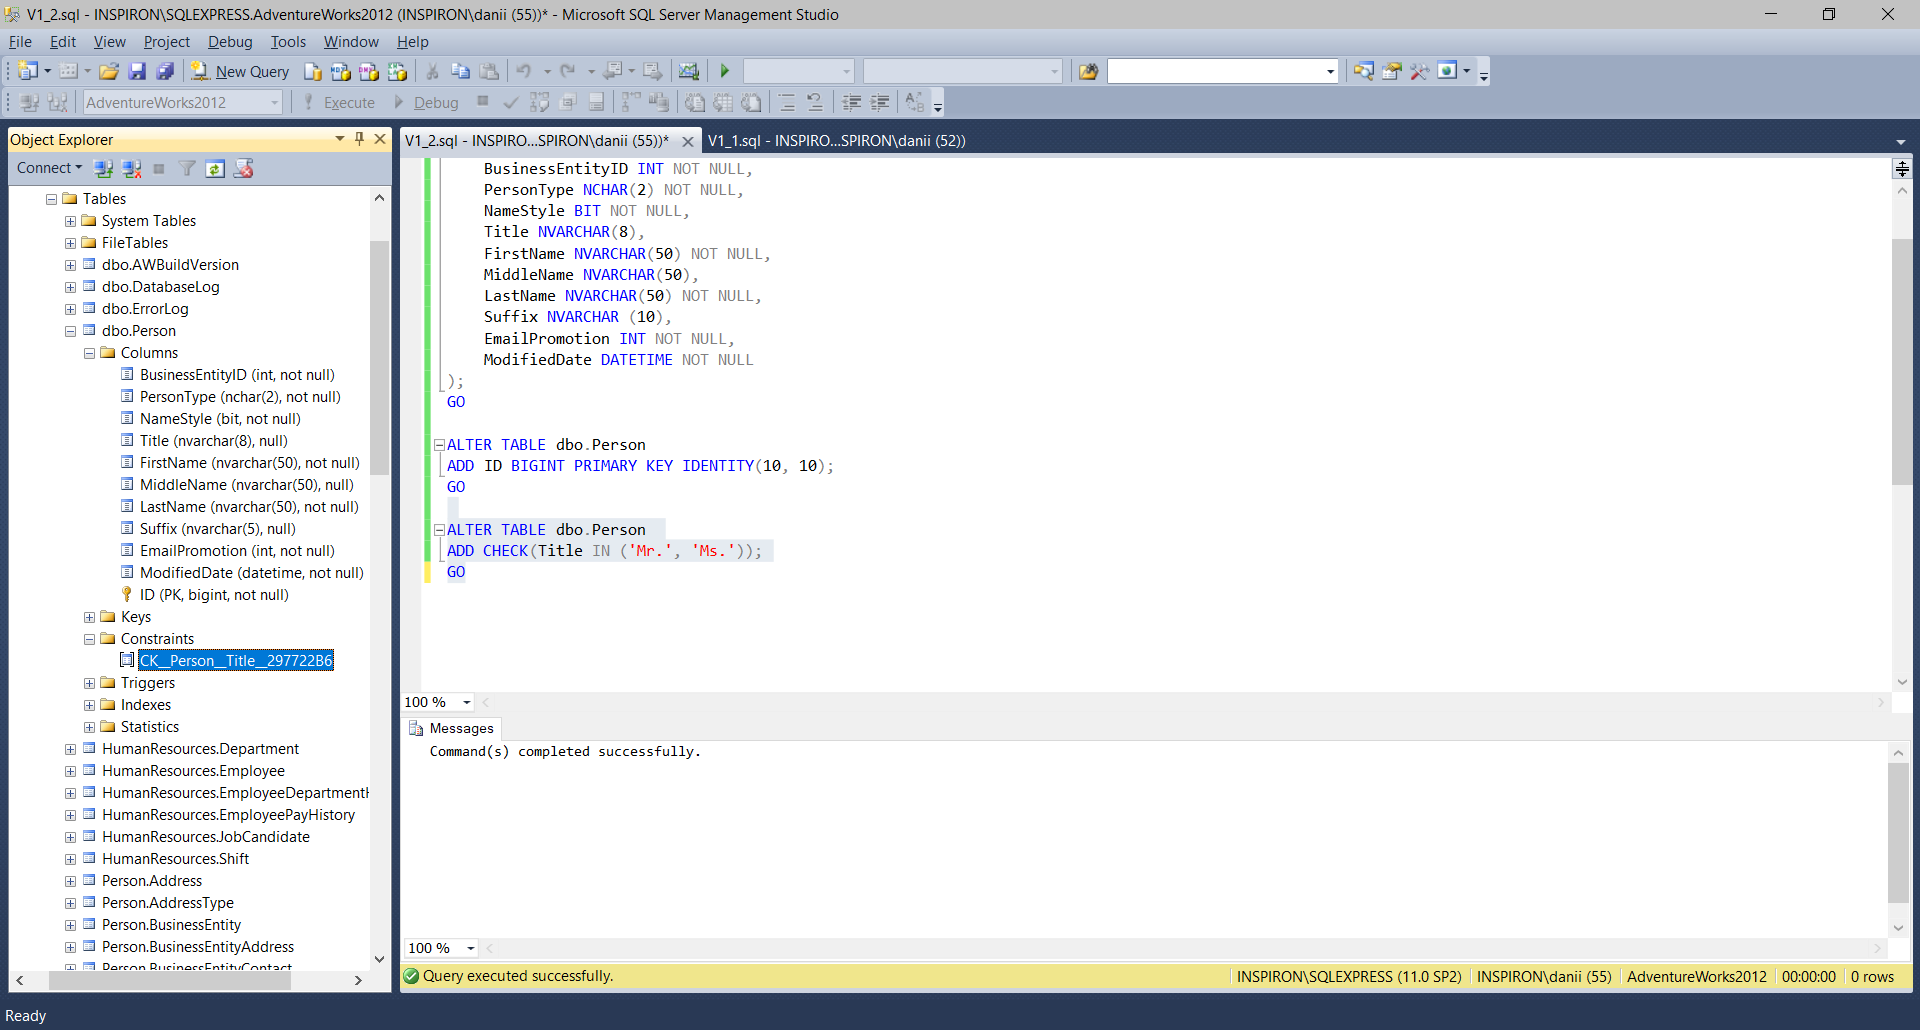 V1_2.sql - INSPIRON\SQLEXPRESS.AdventureWorks2012 (INSPIRON\danii (55))* - Microsoft SQL Server Management Studio
File Edit View Project Debug Tools Window Help
New Query
AdventureWorks2012 Execute Debug
Object Explorer
Connect
Tables
System Tables
FileTables
dbo.AWBuildVersion
dbo.DatabaseLog
dbo.ErrorLog
dbo.Person
Columns
BusinessEntityID (int, not null)
PersonType (nchar(2), not null)
NameStyle (bit, not null)
Title (nvarchar(8), null)
FirstName (nvarchar(50), not null)
MiddleName (nvarchar(50), null)
LastName (nvarchar(50), not null)
Suffix (nvarchar(5), null)
EmailPromotion (int, not null)
ModifiedDate (datetime, not null)
ID (PK, bigint, not null)
Keys
Constraints
CK__Person__Title__297722B6
Triggers
Indexes
Statistics
HumanResources.Department
HumanResources.Employee
HumanResources.EmployeeDepartmentH
HumanResources.EmployeePayHistory
HumanResources.JobCandidate
HumanResources.Shift
Person.Address
Person.AddressType
Person.BusinessEntity
Person.BusinessEntityAddress
Person.BusinessEntityContact
V1_2.sql - INSPIRO...SPIRON\danii (55))* V1_1.sql - INSPIRO...SPIRON\danii (52))
BusinessEntityID INT NOT NULL,
PersonType NCHAR(2) NOT NULL,
NameStyle BIT NOT NULL,
Title NVARCHAR(8),
FirstName NVARCHAR(50) NOT NULL,
MiddleName NVARCHAR(50),
LastName NVARCHAR(50) NOT NULL,
Suffix NVARCHAR (10),
EmailPromotion INT NOT NULL,
ModifiedDate DATETIME NOT NULL
);
GO
ALTER TABLE dbo.Person
ADD ID BIGINT PRIMARY KEY IDENTITY(10, 10);
GO
ALTER TABLE dbo.Person
ADD CHECK(Title IN ('Mr.', 'Ms.'));
GO
100 %
Messages
Command(s) completed successfully.
100 %
Query executed successfully. INSPIRON\SQLEXPRESS (11.0 SP2) INSPIRON\danii (55) AdventureWorks2012 00:00:00 0 rows
Ready